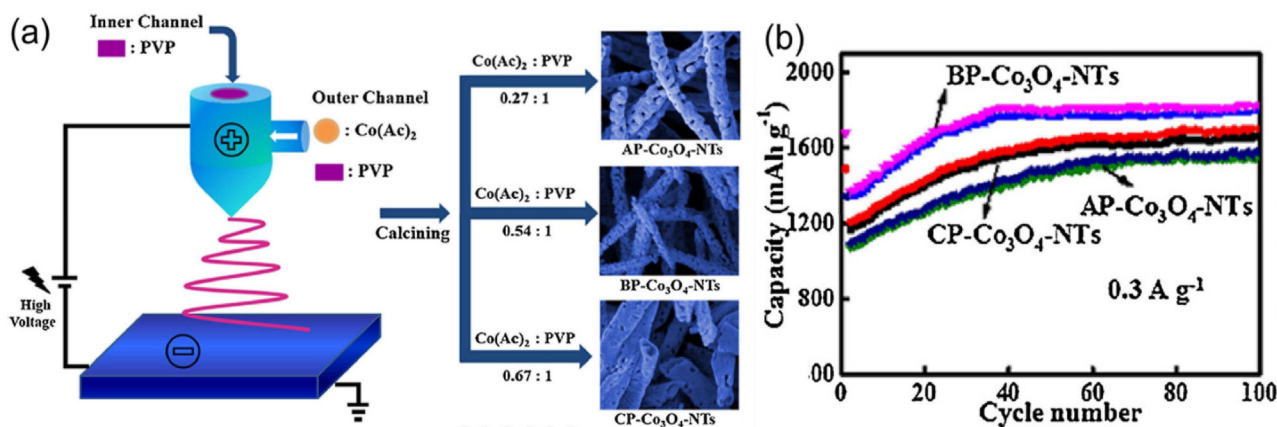 (a)
Inner Channel
: PVP
Outer Channel
: Co(Ac)₂
: PVP
High
Voltage
Calcining
Co(Ac)₂ : PVP
0.27 : 1
AP-Co₃O₄-NTs
Co(Ac)₂ : PVP
0.54 : 1
BP-Co₃O₄-NTs
Co(Ac)₂ : PVP
0.67 : 1
CP-Co₃O₄-NTs
(b)
Capacity (mAh g⁻¹)
2000
1600
1200
800
00
BP-Co₃O₄-NTs
AP-Co₃O₄-NTs
CP-Co₃O₄-NTs
0.3 A g⁻¹
0 20 40 60 80 100
Cycle number